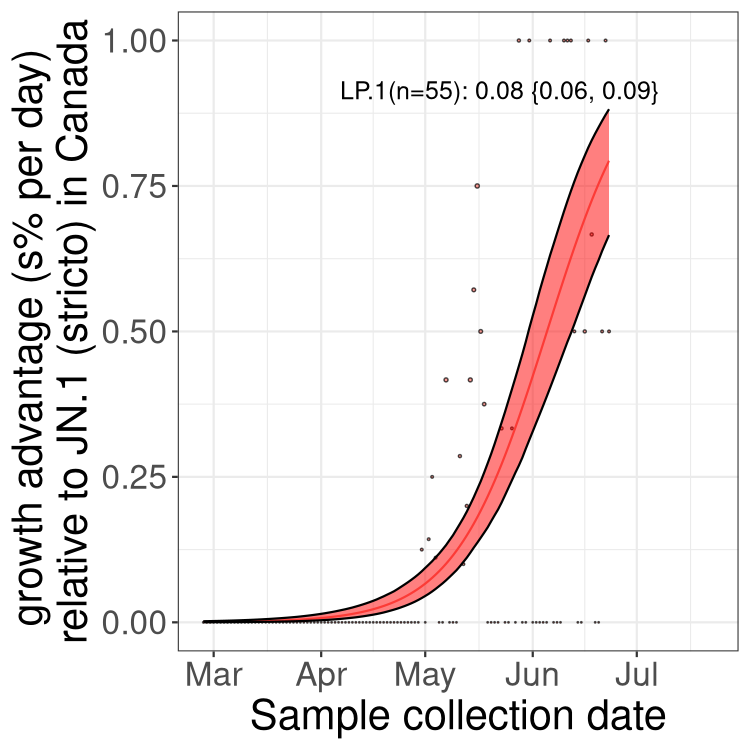 growth advantage (s% per day)
relative to JN.1 (stricto) in Canada
1.00
0.75
0.50
0.25
0.00
LP.1(n=55): 0.08 {0.06, 0.09}
Mar Apr May Jun Jul
Sample collection date